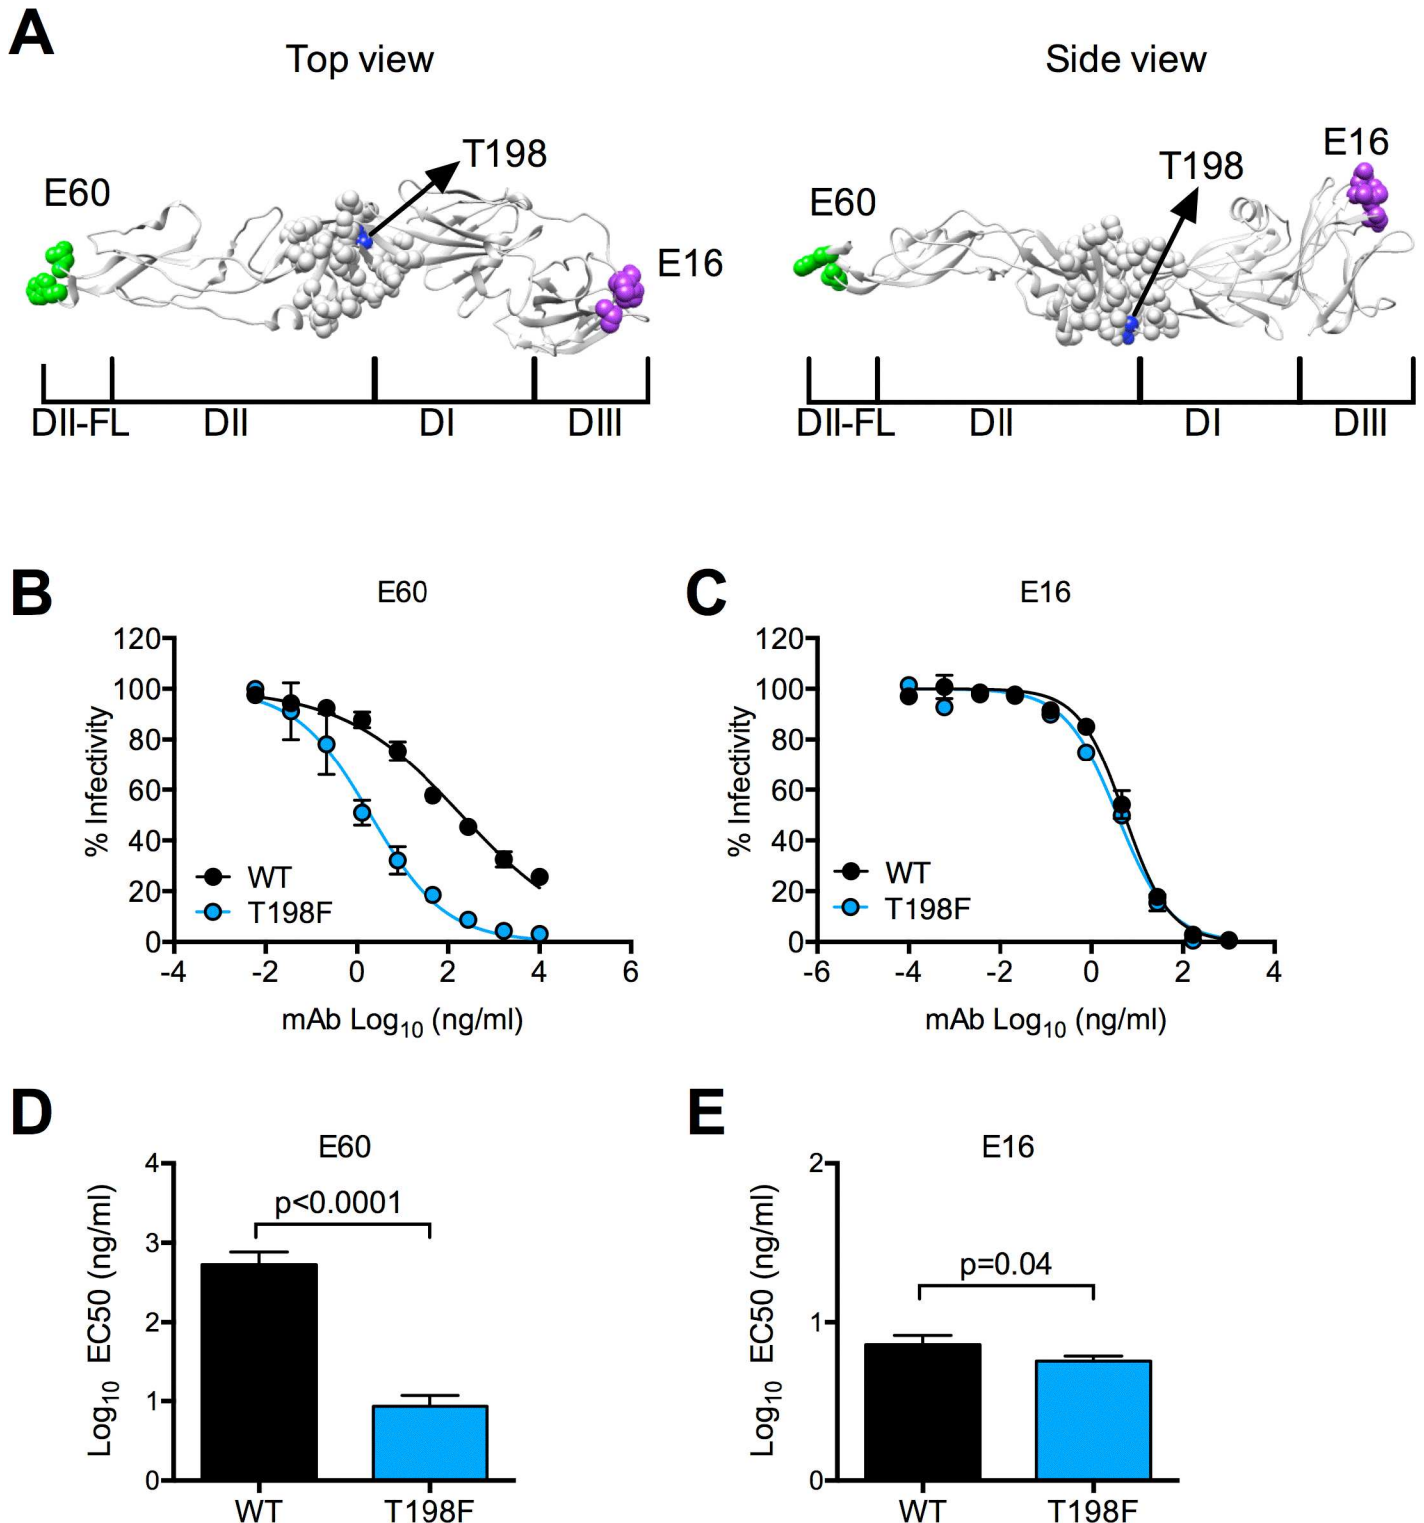 A
Top view
Side view
T198
E60
E16
T198
E16
E60
DII-FL DII DI DIII
DII-FL DII DI DIII
B
E60
120
100
80
60
40
20
0
% Infectivity
WT
T198F
-4 -2 0 2 4 6
mAb Log10 (ng/ml)
C
E16
120
100
80
60
40
20
0
% Infectivity
WT
T198F
-6 -4 -2 0 2 4
mAb Log10 (ng/ml)
D
E60
4
3
2
1
0
Log10 EC50 (ng/ml)
p<0.0001
WT T198F
E
E16
2
1
0
Log10 EC50 (ng/ml)
p=0.04
WT T198F